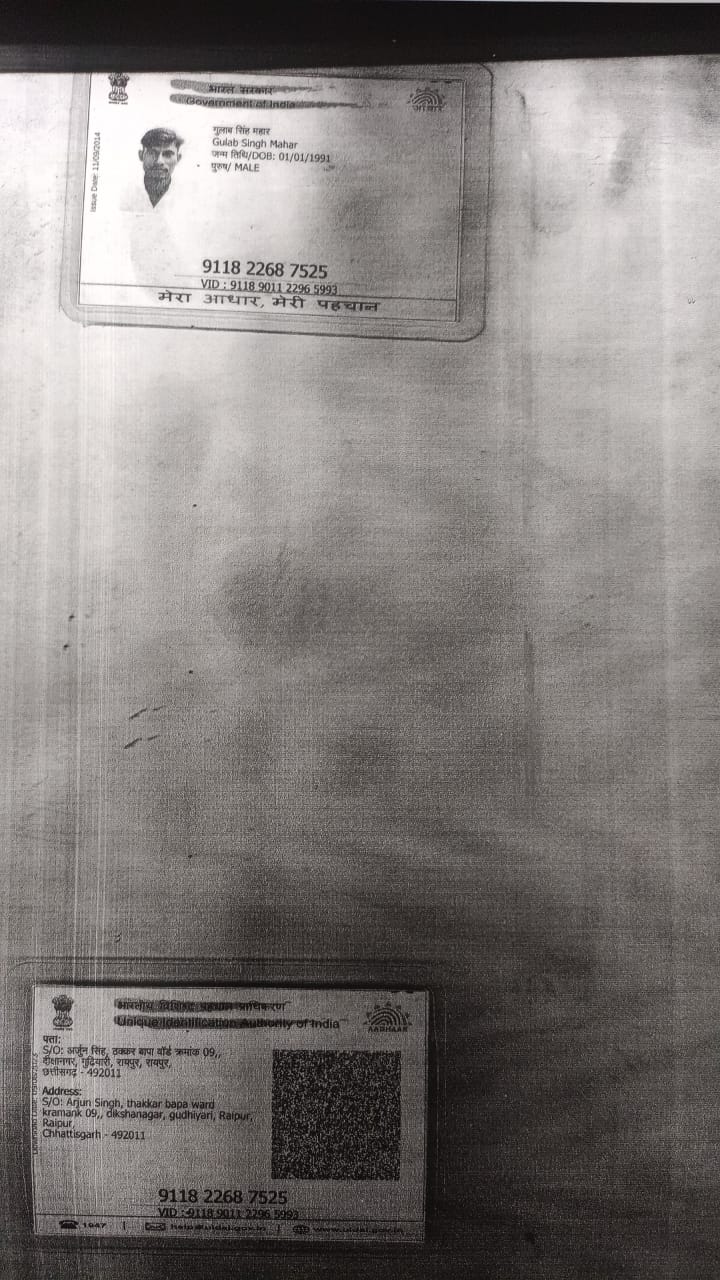 भारत सरकार
Government of India
आधार
Issue Date: 11/09/2014
गुलाब सिंह महार
Gulab Singh Mahar
जन्म तिथि/DOB: 01/01/1991
पुरुष/ MALE
9118 2268 7525
VID : 9118 9011 2296 5993
मेरा आधार, मेरी पहचान
भारतीय विशिष्ट पहचान प्राधिकरण
Unique Identification Authority of India
AADHAAR
पता:
S/O: अर्जुन सिंह, ठक्कर बापा वॉर्ड क्रमांक 09,,
दीक्षानगर, गुढियारी, रायपुर, रायपुर,
छत्तीसगढ़ - 492011
Address:
S/O: Arjun Singh, thakkar bapa ward
kramank 09,, dikshanagar, gudhiyari, Raipur,
Raipur,
Chhattisgarh - 492011
9118 2268 7525
VID : 9118 9011 2296 5993
1947 | help@uidai.gov.in | www.uidai.gov.in